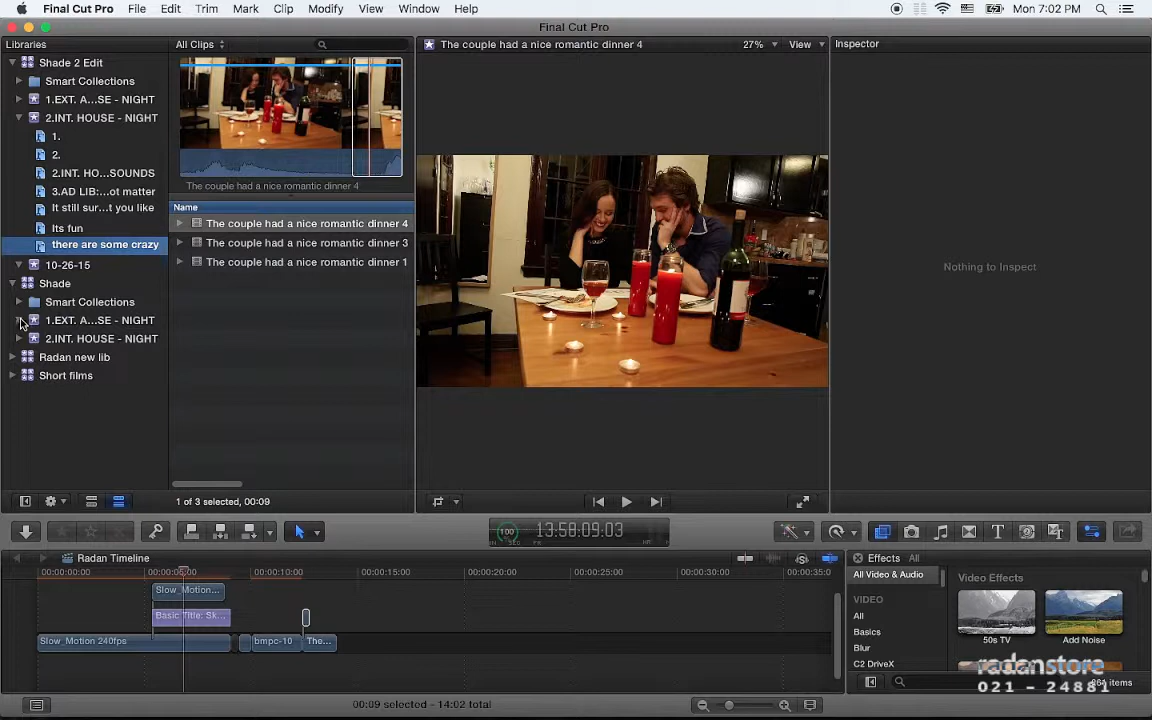 Final Cut Pro File Edit Trim Mark Clip Modify View Window Help Mon 7:02 PM
Final Cut Pro
Libraries
All Clips
The couple had a nice romantic dinner 4
27%
View
Inspector
Shade 2 Edit
Smart Collections
1.EXT. A...SE - NIGHT
2.INT. HOUSE - NIGHT
1.
2.
2.INT. HO...SOUNDS
3.AD LIB:...ot matter
It still sur...t you like
Its fun
there are some crazy
10-26-15
Shade
Smart Collections
1.EXT. A...SE - NIGHT
2.INT. HOUSE - NIGHT
Radan new lib
Short films
The couple had a nice romantic dinner 4
Name
The couple had a nice romantic dinner 4
The couple had a nice romantic dinner 3
The couple had a nice romantic dinner 1
Nothing to Inspect
1 of 3 selected, 00:09
100
13:58:09.03
Radan Timeline
00:00:00:00
00:00:10:00
00:00:15:00
00:00:20:00
00:00:25:00
00:00:30:00
00:00:35:0
Slow_Motion...
Basic Title: Sk...
Slow_Motion 240fps
bmpc-10
The...
Effects All
All Video & Audio
VIDEO
All
Basics
Blur
C2 DriveX
Video Effects
50s TV
Add Noise
radanstore
021 - 24881
items
00:09 selected - 14:02 total